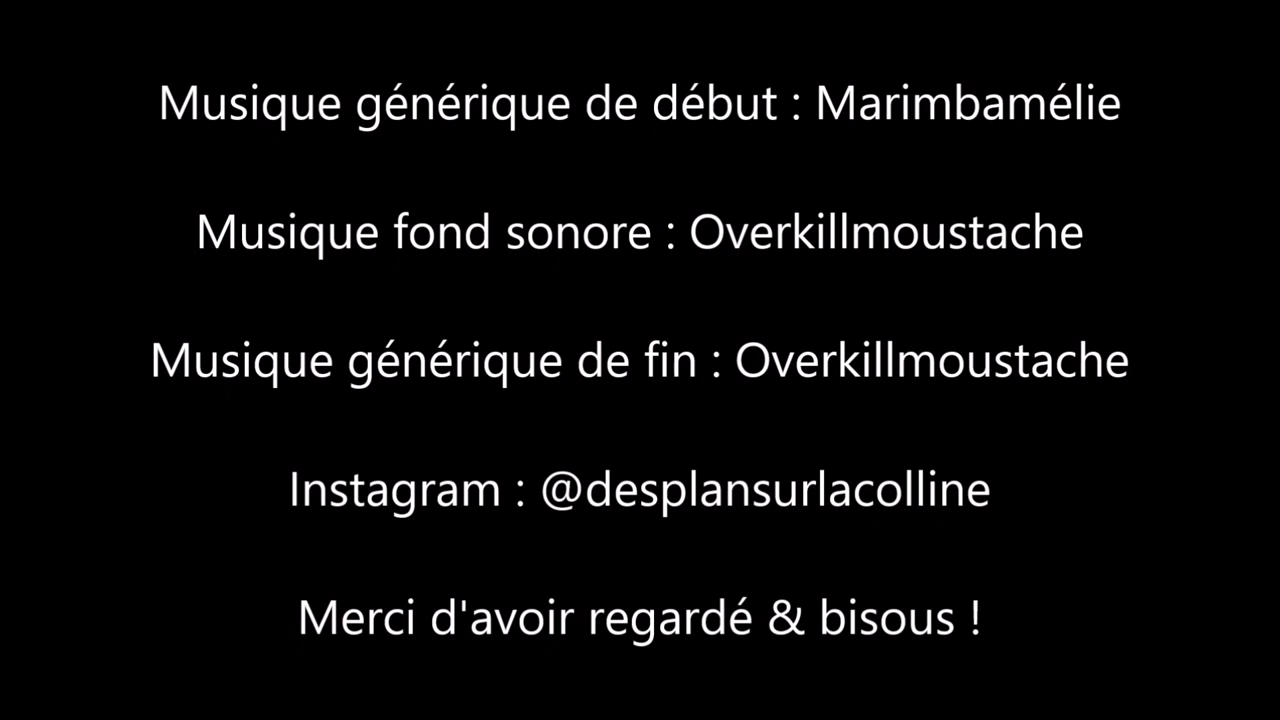 Musique générique de début : Marimbamélie
Musique fond sonore : Overkillmoustache
Musique générique de fin : Overkillmoustache
Instagram : @desplansurlacolline
Merci d'avoir regardé & bisous !